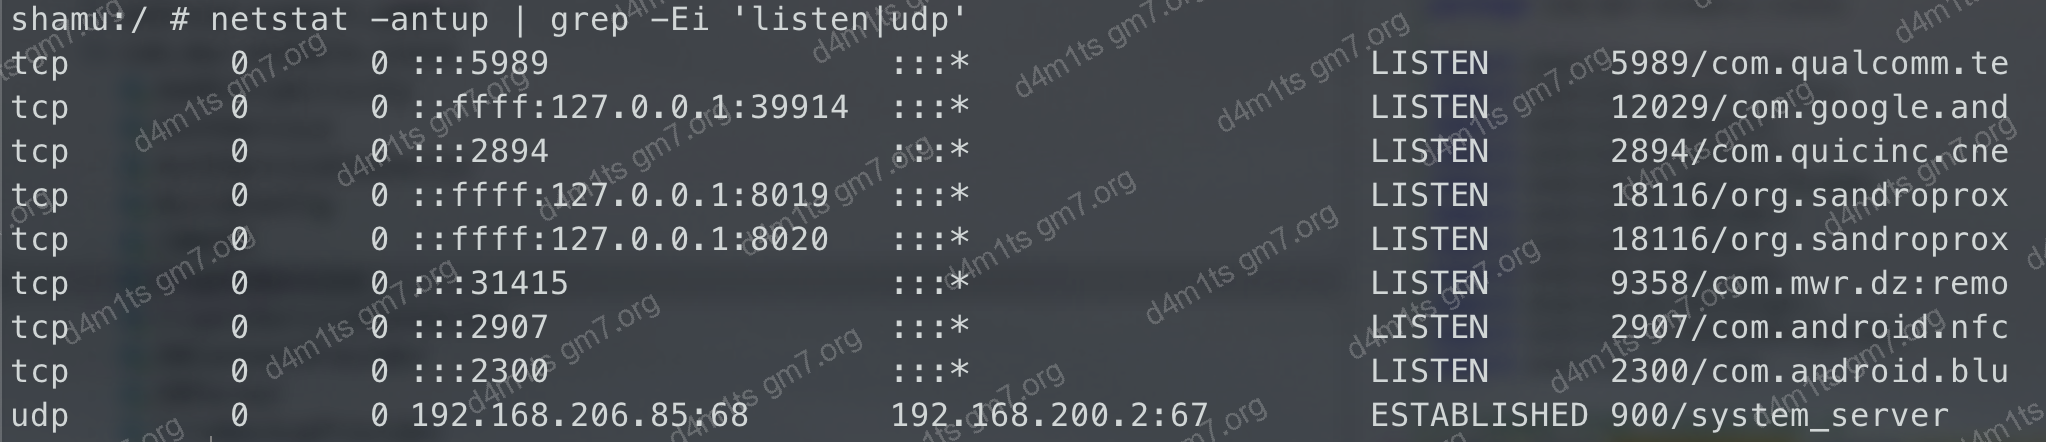 shamu:/ # netstat -antup | grep -Ei 'listen|udp'
tcp 0 0 :::5989 :::* LISTEN 5989/com.qualcomm.te
tcp 0 0 ::ffff:127.0.0.1:39914 :::* LISTEN 12029/com.google.and
tcp 0 0 :::2894 :::* LISTEN 2894/com.quicinc.cne
tcp 0 0 ::ffff:127.0.0.1:8019 :::* LISTEN 18116/org.sandroprox
tcp 0 0 ::ffff:127.0.0.1:8020 :::* LISTEN 18116/org.sandroprox
tcp 0 0 :::31415 :::* LISTEN 9358/com.mwr.dz:remo
tcp 0 0 :::2907 :::* LISTEN 2907/com.android.nfc
tcp 0 0 :::2300 :::* LISTEN 2300/com.android.blu
udp 0 0 192.168.206.85:68 192.168.200.2:67 ESTABLISHED 900/system_server
d4m1ts gm7.org